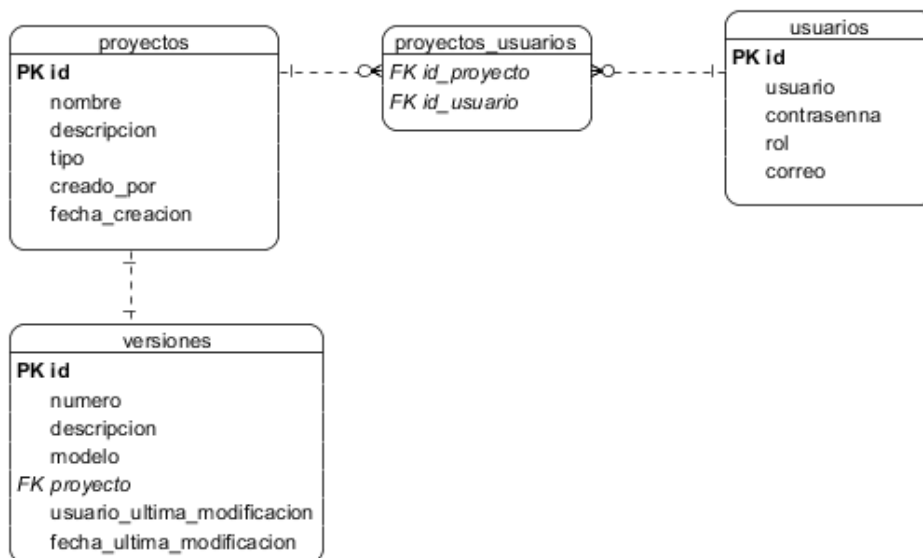 proyectos
PK id
nombre
descripcion
tipo
creado_por
fecha_creacion
proyectos_usuarios
FK id_proyecto
FK id_usuario
usuarios
PK id
usuario
contrasenna
rol
correo
versiones
PK id
numero
descripcion
modelo
FK proyecto
usuario_ultima_modificacion
fecha_ultima_modificacion